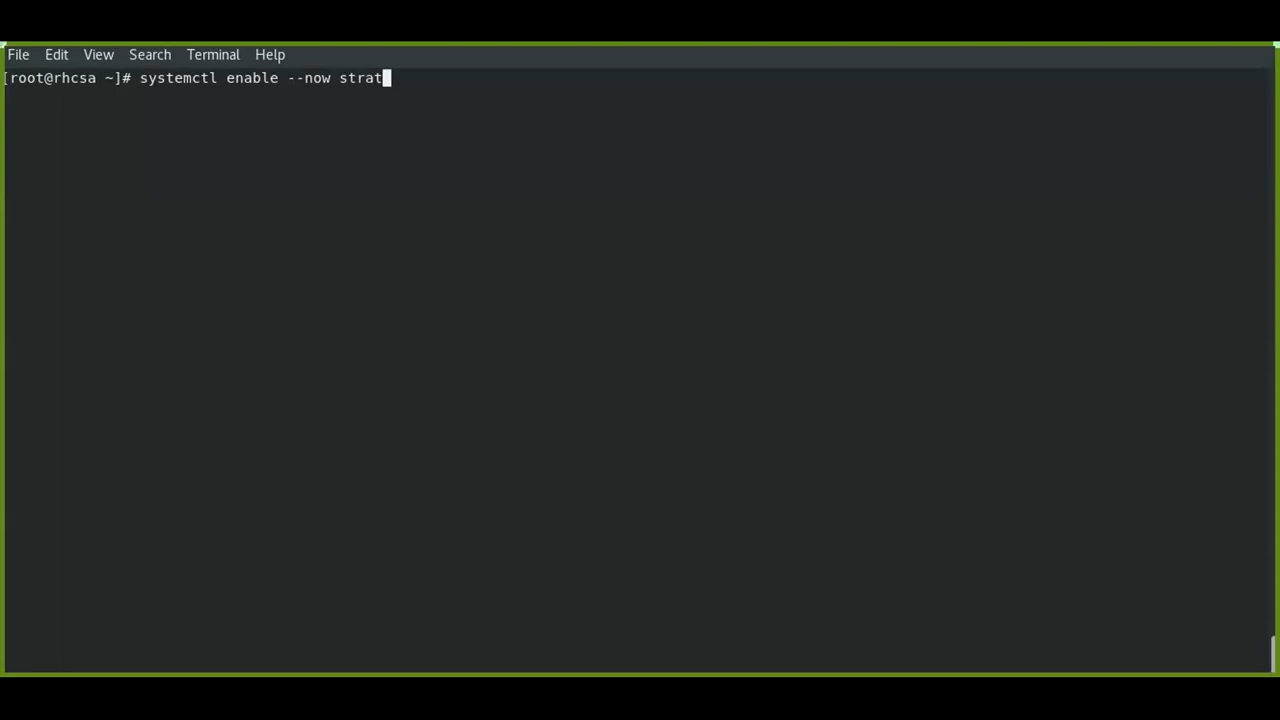 File Edit View Search Terminal Help
[root@rhcsa ~]# systemctl enable --now strat